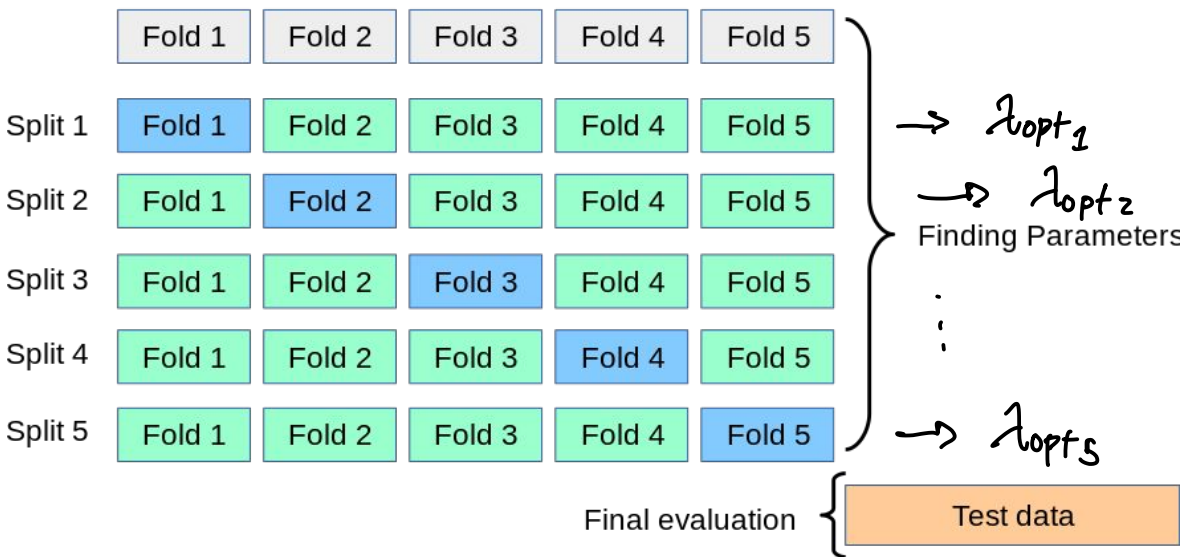 Fold 1 Fold 2 Fold 3 Fold 4 Fold 5
Split 1 Fold 1 Fold 2 Fold 3 Fold 4 Fold 5 → λopt₁
Split 2 Fold 1 Fold 2 Fold 3 Fold 4 Fold 5 → λopt₂
Finding Parameters
Split 3 Fold 1 Fold 2 Fold 3 Fold 4 Fold 5
⋮
Split 4 Fold 1 Fold 2 Fold 3 Fold 4 Fold 5
Split 5 Fold 1 Fold 2 Fold 3 Fold 4 Fold 5 → λopt₅
Final evaluation Test data